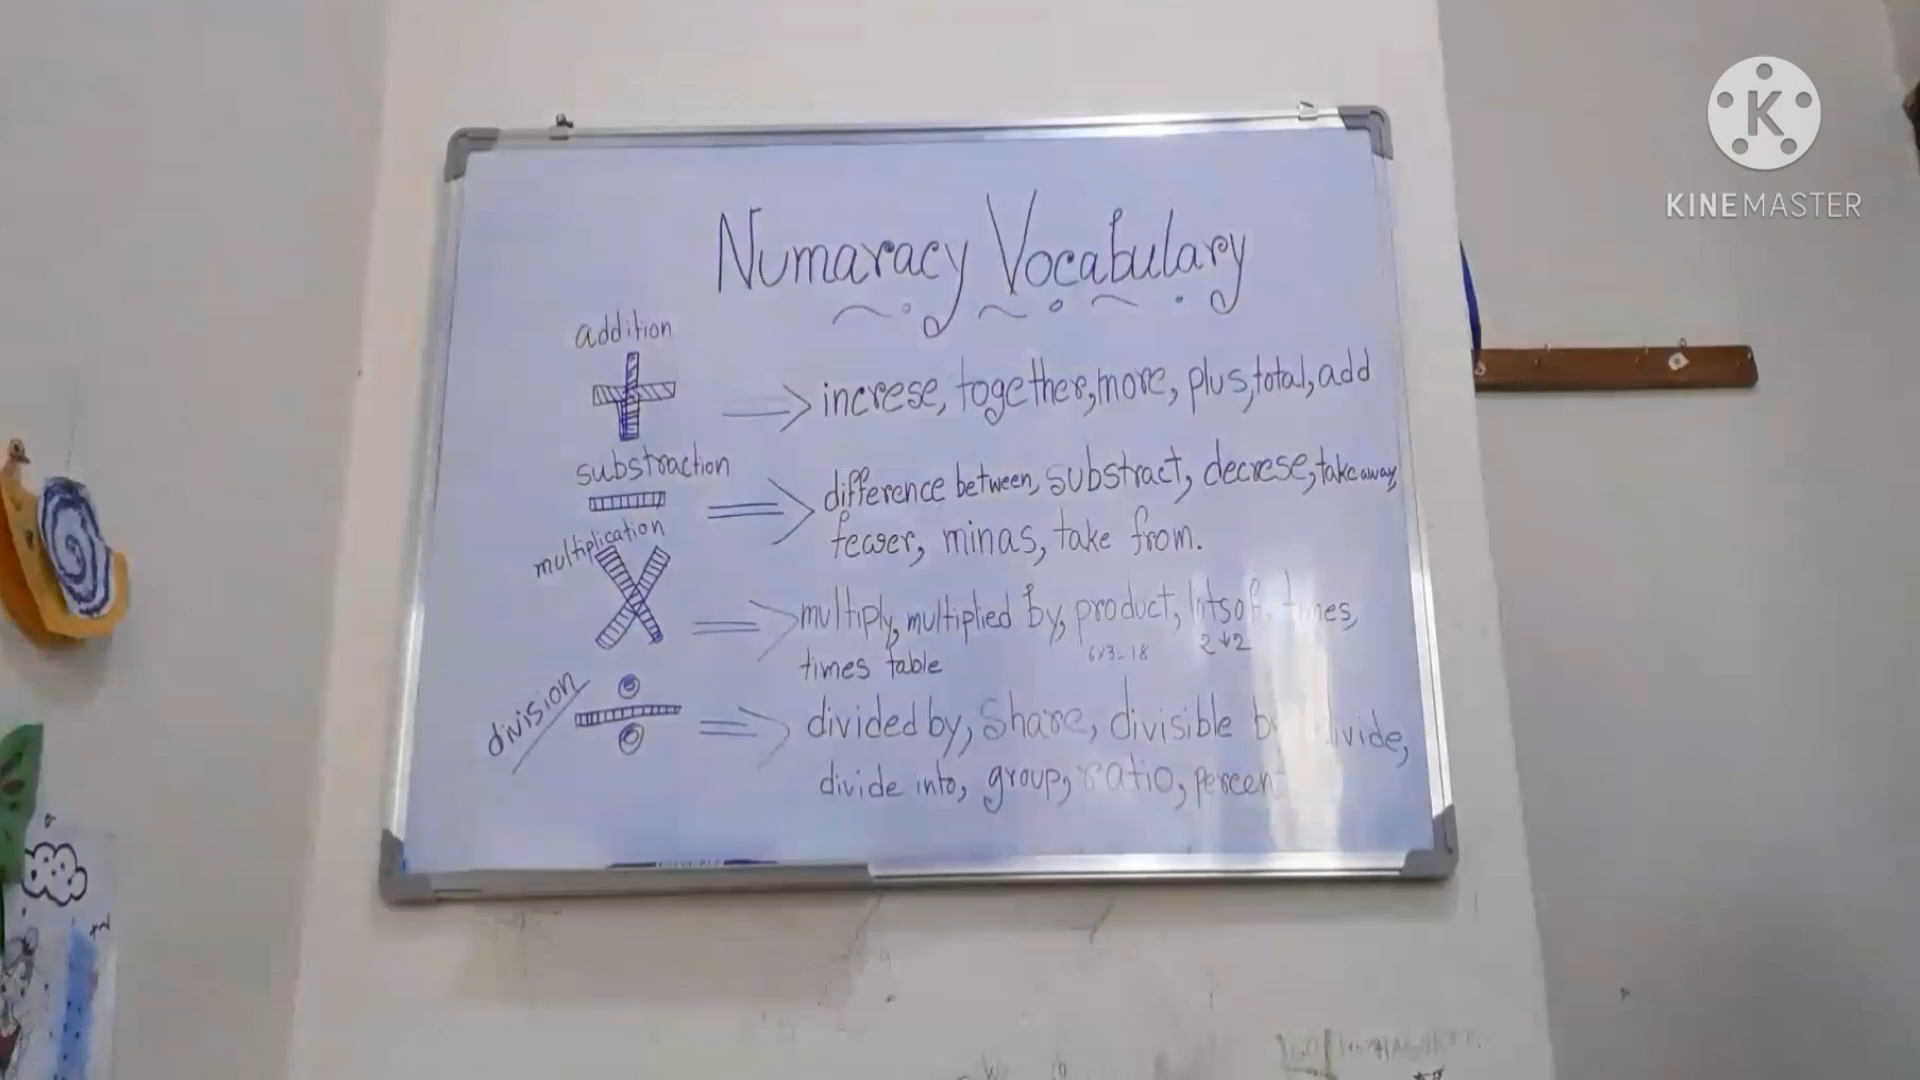 K
KINEMASTER
Numaracy Vocabulary
addition
increse, together, more, plus, total, add
substraction
difference between, substract, decrese, take away,
fewer, minas, take from.
multiplication
multiply, multiplied by, product, lotsof, times,
6x3=18
times table
division
divided by, Share, divisible by divide,
divide into, group, ratio, percent